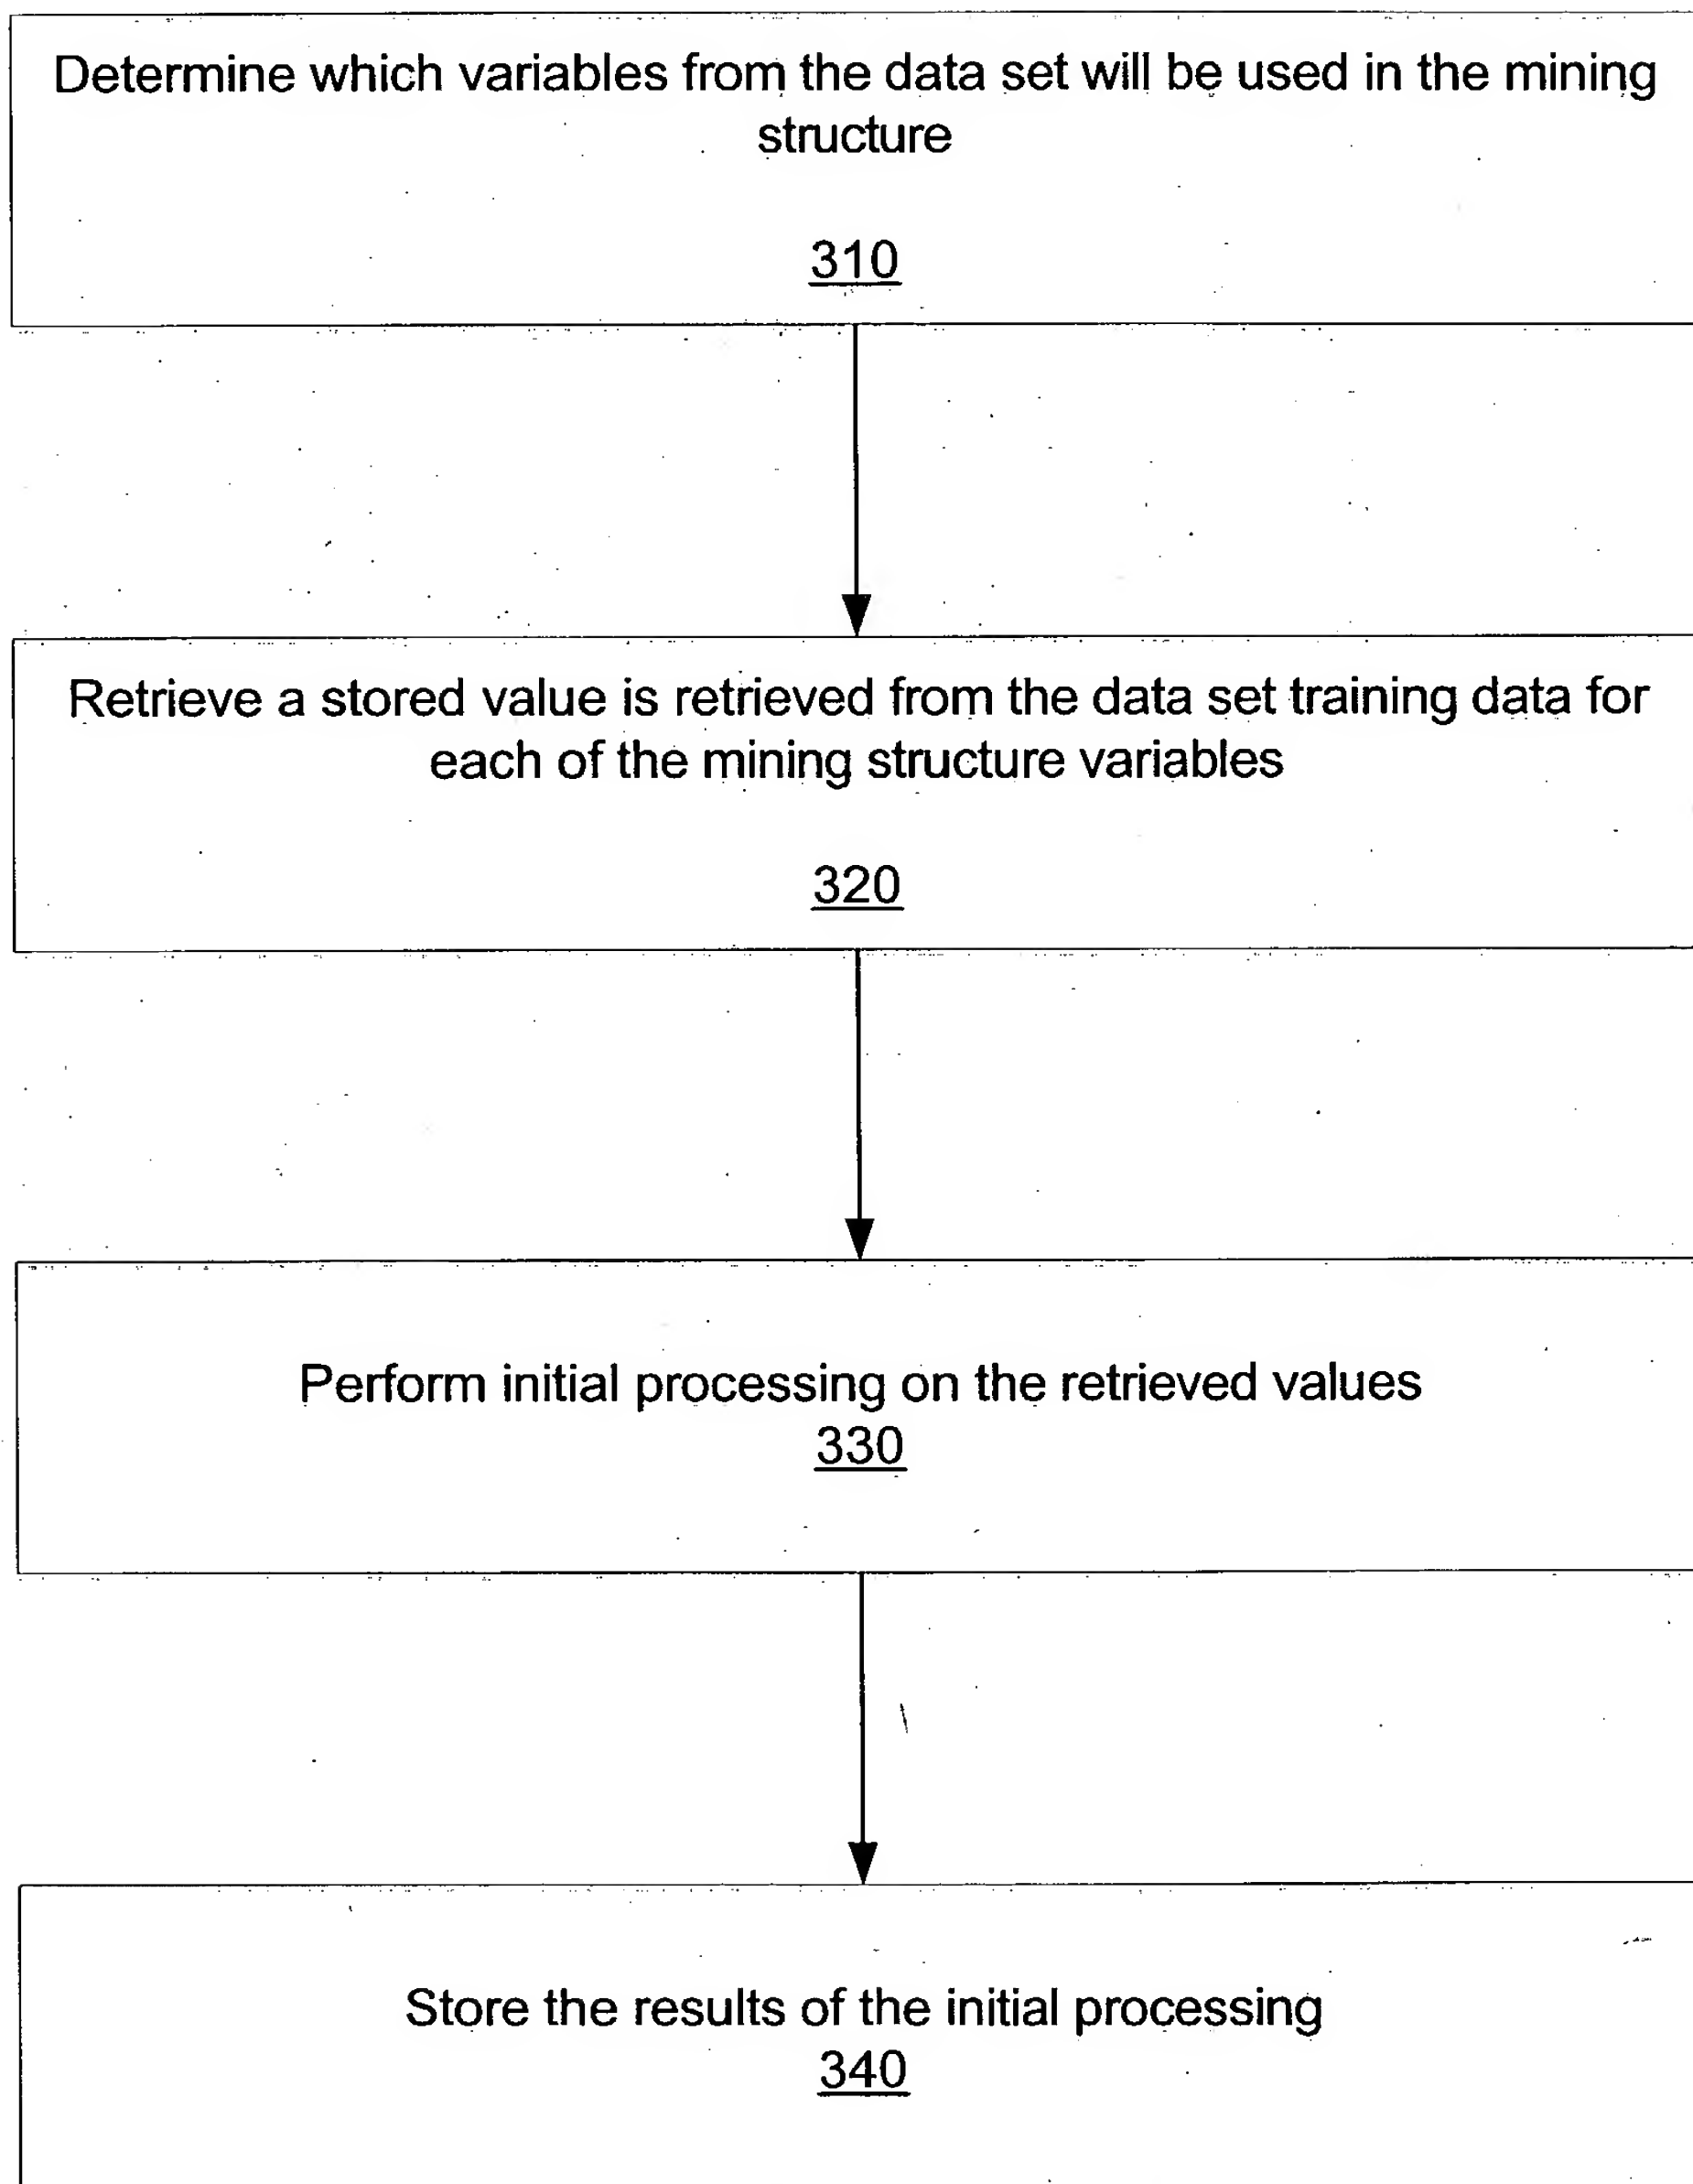 Determine which variables from the data set will be used in the mining
structure
310
Retrieve a stored value is retrieved from the data set training data for
each of the mining structure variables
320
Perform initial processing on the retrieved values
330
Store the results of the initial processing
340